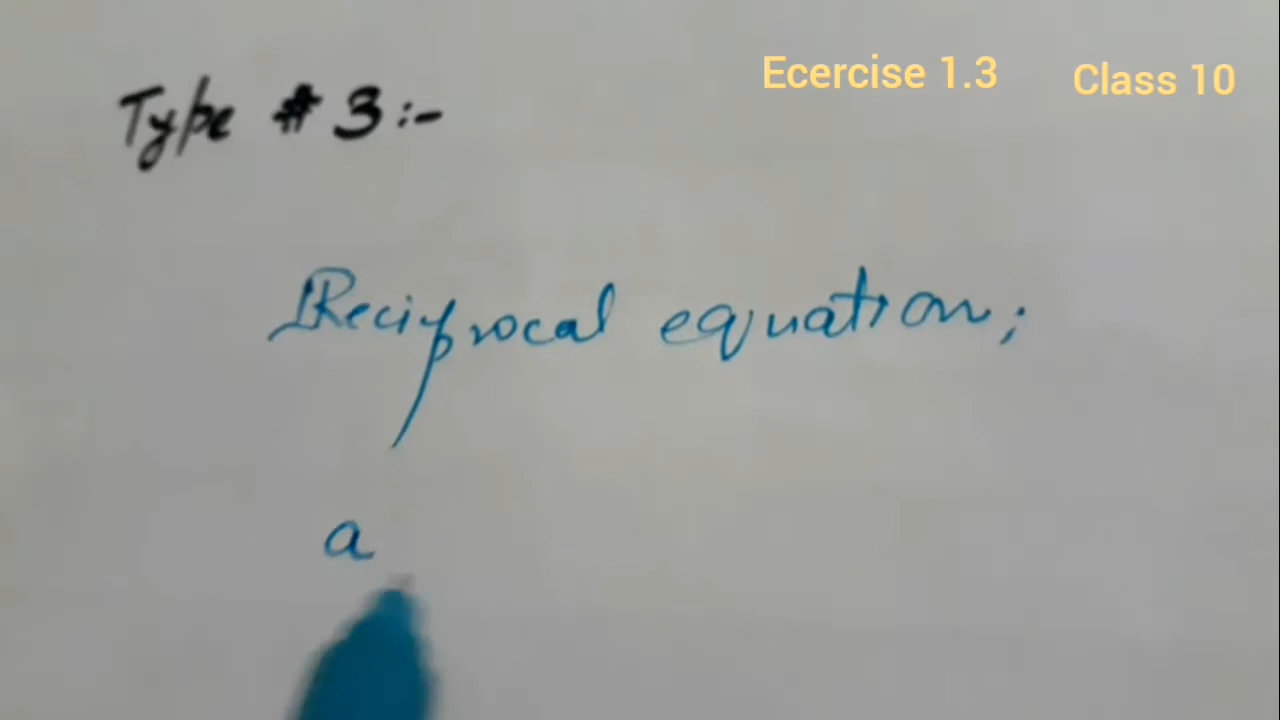 Ecercise 1.3 Class 10
Type # 3:-
Reciprocal equation;
a